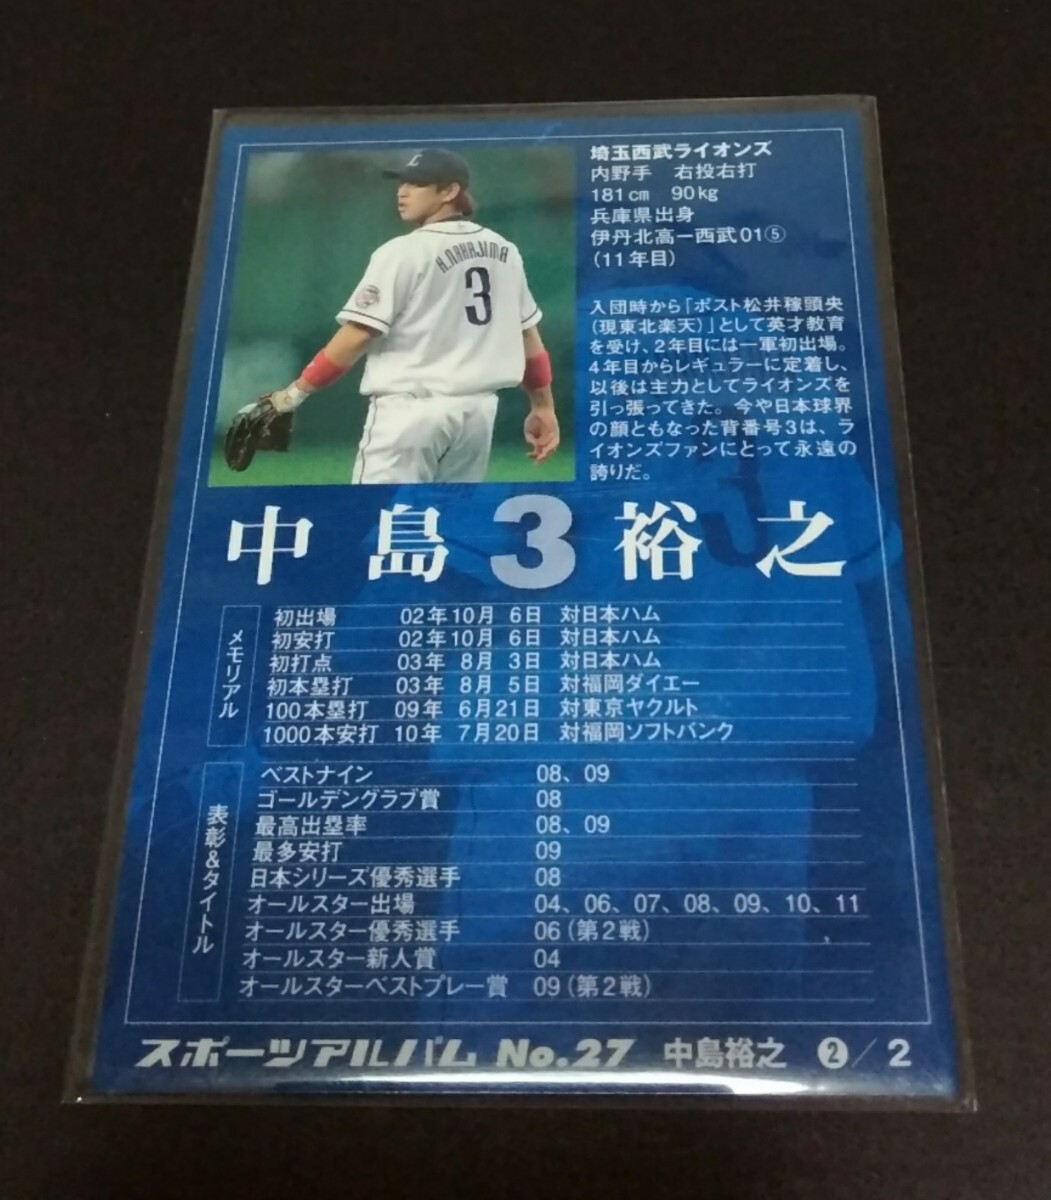 L
H.NAKAJIMA
3
埼玉西武ライオンズ
内野手 右投右打
181cm 90kg
兵庫県出身
伊丹北高ー西武01⑤
(11年目)
入団時から「ポスト松井稼頭央
(現東北楽天)」として英才教育
を受け、2年目には一軍初出場。
4年目からレギュラーに定着し、
以後は主力としてライオンズを
引っ張ってきた。今や日本球界
の顔ともなった背番号3は、ラ
イオンズファンにとって永遠の
誇りだ。
中島 3 裕之
メモリアル
初出場 02年10月 6日 対日本ハム
初安打 02年10月 6日 対日本ハム
初打点 03年 8月 3日 対日本ハム
初本塁打 03年 8月 5日 対福岡ダイエー
100本塁打 09年 6月21日 対東京ヤクルト
1000本安打 10年 7月20日 対福岡ソフトバンク
表彰&タイトル
ベストナイン 08、09
ゴールデングラブ賞 08
最高出塁率 08、09
最多安打 09
日本シリーズ優秀選手 08
オールスター出場 04、06、07、08、09、10、11
オールスター優秀選手 06(第2戦)
オールスター新人賞 04
オールスターベストプレー賞 09(第2戦)
スポーツアルバム No.27 中島裕之 ❷/2